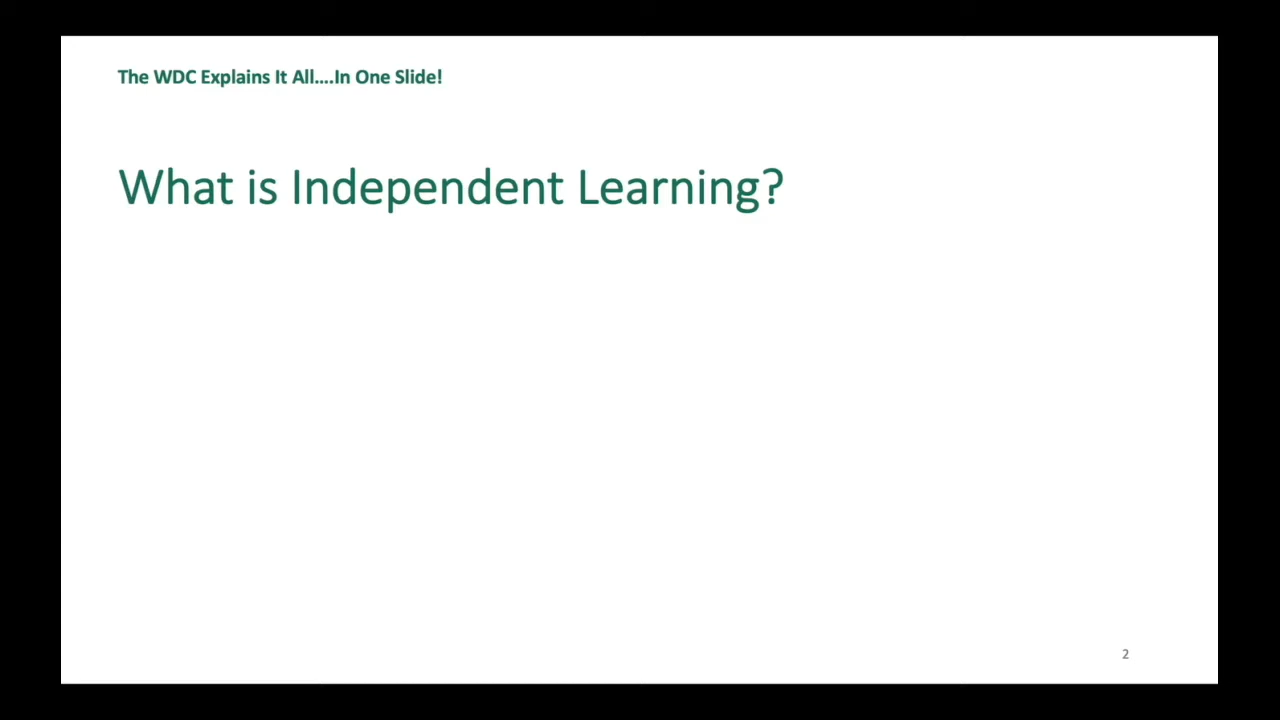 The WDC Explains It All....In One Slide!
What is Independent Learning?
2